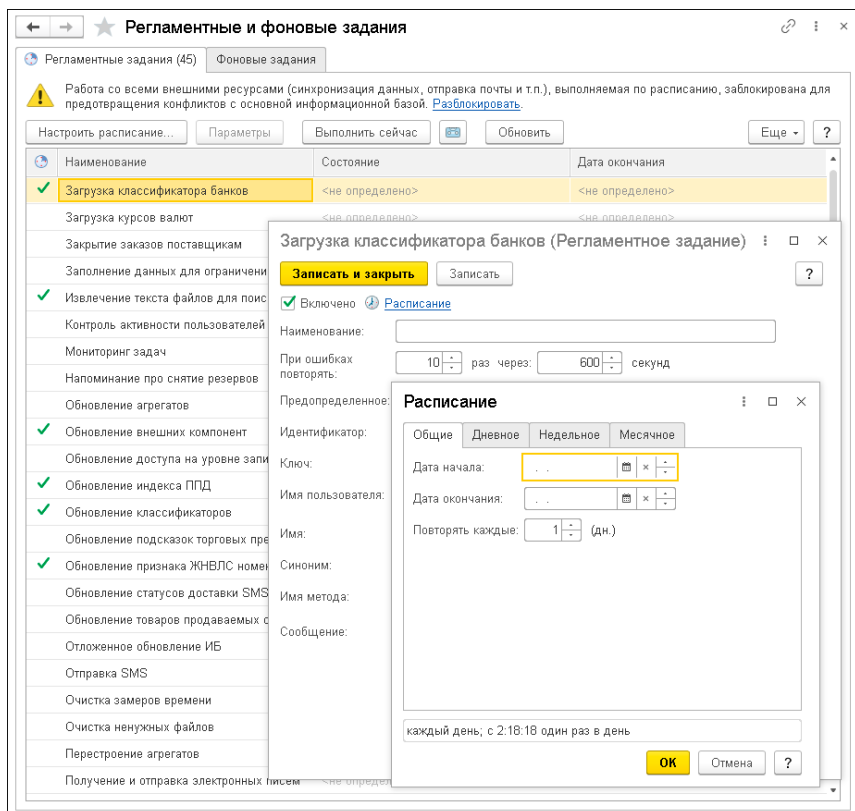 Регламентные и фоновые задания
Регламентные задания (45) Фоновые задания
Работа со всеми внешними ресурсами (синхронизация данных, отправка почты и т.п.), выполняемая по расписанию, заблокирована для
предотвращения конфликтов с основной информационной базой. Разблокировать.
Настроить расписание... Параметры Выполнить сейчас Обновить Еще ?
Наименование Состояние Дата окончания
Загрузка классификатора банков <не определено> <не определено>
Загрузка курсов валют <не определено> <не определено>
Закрытие заказов поставщикам
Заполнение данных для ограничени
Извлечение текста файлов для поис
Контроль активности пользователей
Мониторинг задач
Напоминание про снятие резервов
Обновление агрегатов
Обновление внешних компонент
Обновление доступа на уровне запи
Обновление индекса ППД
Обновление классификаторов
Обновление подсказок торговых пре
Обновление признака ЖНВЛС номен
Обновление статусов доставки SMS
Обновление товаров продаваемых с
Отложенное обновление ИБ
Отправка SMS
Очистка замеров времени
Очистка ненужных файлов
Перестроение агрегатов
Получение и отправка электронных писем <не определ
Загрузка классификатора банков (Регламентное задание)
Записать и закрыть Записать ?
Включено Расписание
Наименование:
При ошибках
повторять: 10 раз через: 600 секунд
Предопределенное:
Идентификатор:
Ключ:
Имя пользователя:
Имя:
Синоним:
Имя метода:
Сообщение:
Расписание
Общие Дневное Недельное Месячное
Дата начала: . .
Дата окончания: . .
Повторять каждые: 1 (дн.)
каждый день; с 2:18:18 один раз в день
ОК Отмена ?